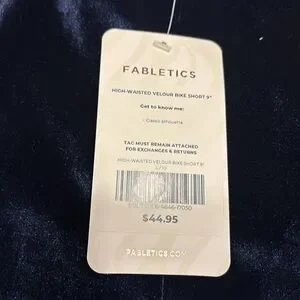 FABLETICS
HIGH-WAISTED VELOUR BIKE SHORT 9"
Get to know me:
- Classic silhouette
TAG MUST REMAIN ATTACHED
FOR EXCHANGES & RETURNS
HIGH-WAISTED VELOUR BIKE SHORT 9"
$44.95
FABLETICS.COM